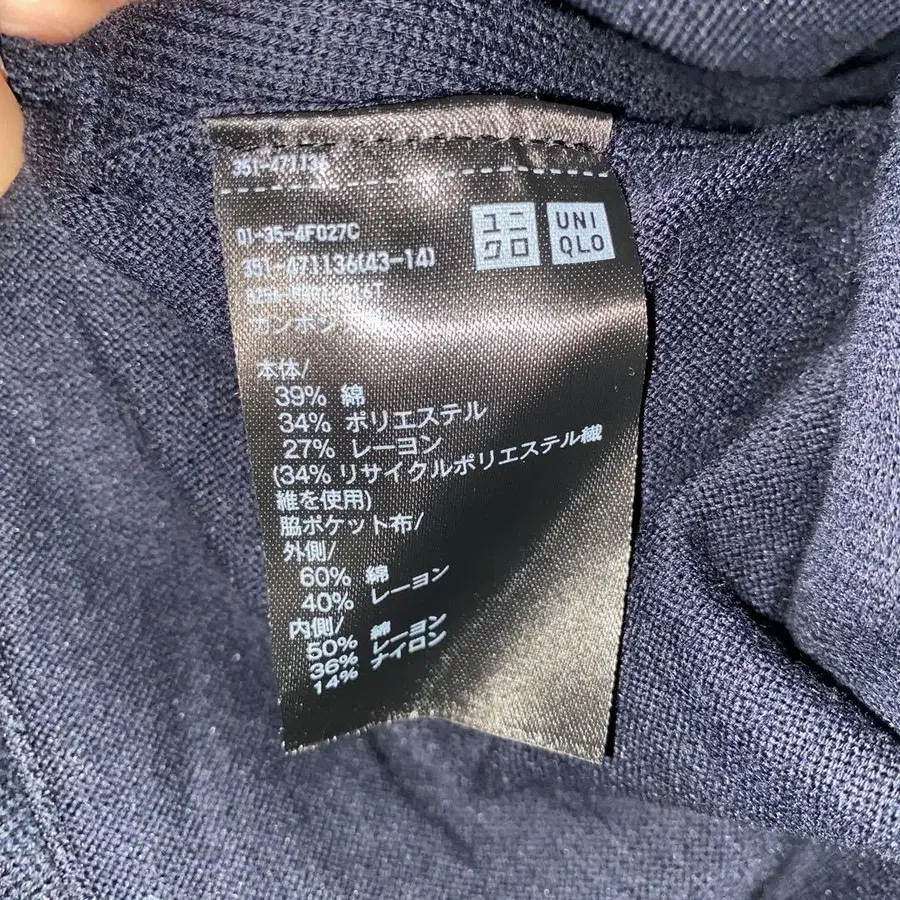 351-471136
ユニクロ
UNIQLO
01-35-4F027C
351-471136(43-14)
本体/
39% 綿
34% ポリエステル
27% レーヨン
(34% リサイクルポリエステル繊
維を使用)
脇ポケット布/
外側/
60% 綿
40% レーヨン
内側/
50% 綿
36% レーヨン
14% ナイロン